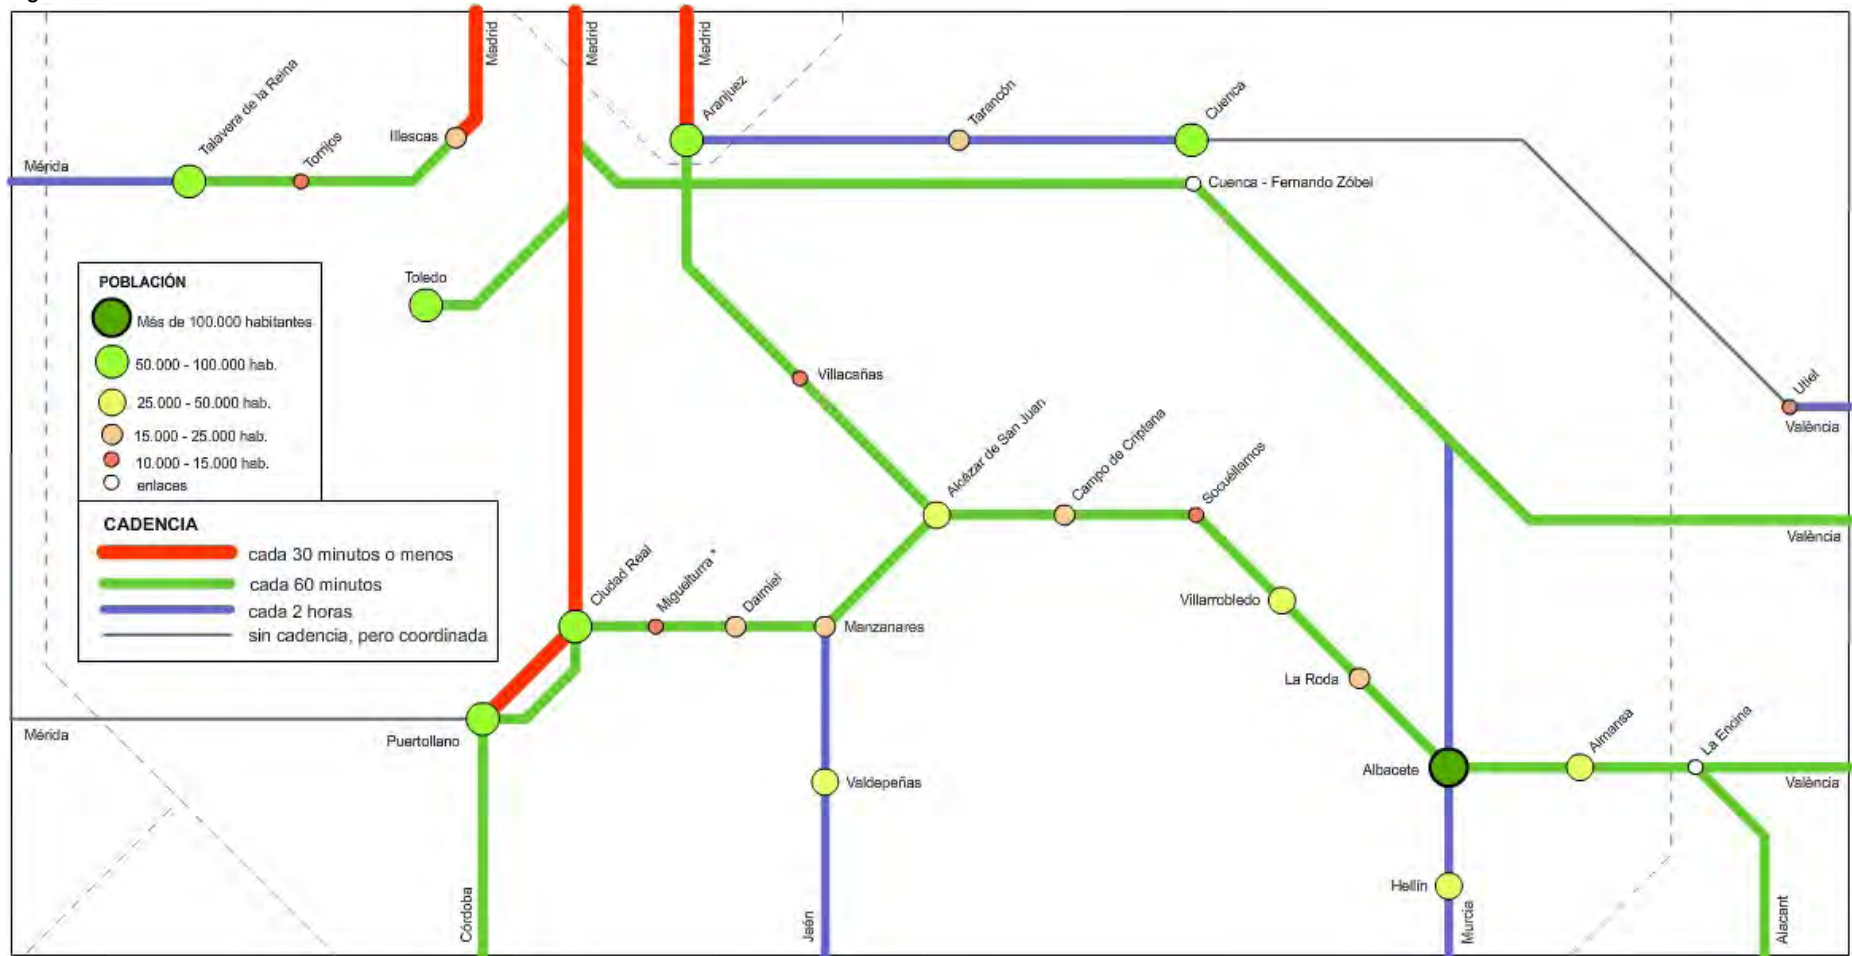 Madrid
Madrid
Madrid
Talavera de la Reina
Torrijos
Illescas
Aranjuez
Tarancón
Cuenca
Mérida
Cuenca - Fernando Zóbel
Toledo
POBLACIÓN
Más de 100.000 habitantes
50.000 - 100.000 hab.
25.000 - 50.000 hab.
15.000 - 25.000 hab.
10.000 - 15.000 hab.
enlaces
CADENCIA
cada 30 minutos o menos
cada 60 minutos
cada 2 horas
sin cadencia, pero coordinada
Villacañas
Utiel
València
Alcázar de San Juan
Campo de Criptana
Socuéllamos
València
Ciudad Real
Miguelturra *
Daimiel
Manzanares
Villarrobledo
La Roda
Mérida
Puertollano
Valdepeñas
Albacete
Almansa
La Encina
València
Hellín
Córdoba
Jaén
Murcia
Alacant